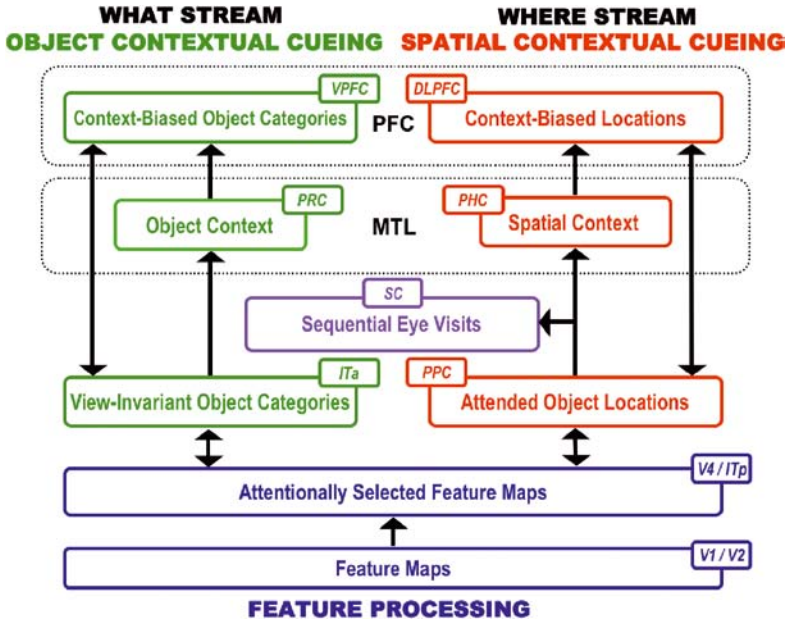 WHAT STREAM
WHERE STREAM
OBJECT CONTEXTUAL CUEING
SPATIAL CONTEXTUAL CUEING
VPFC
DLPFC
Context-Biased Object Categories
PFC
Context-Biased Locations
PRC
PHC
Object Context
MTL
Spatial Context
SC
Sequential Eye Visits
ITa
PPC
View-Invariant Object Categories
Attended Object Locations
V4 / ITp
Attentionally Selected Feature Maps
V1 / V2
Feature Maps
FEATURE PROCESSING